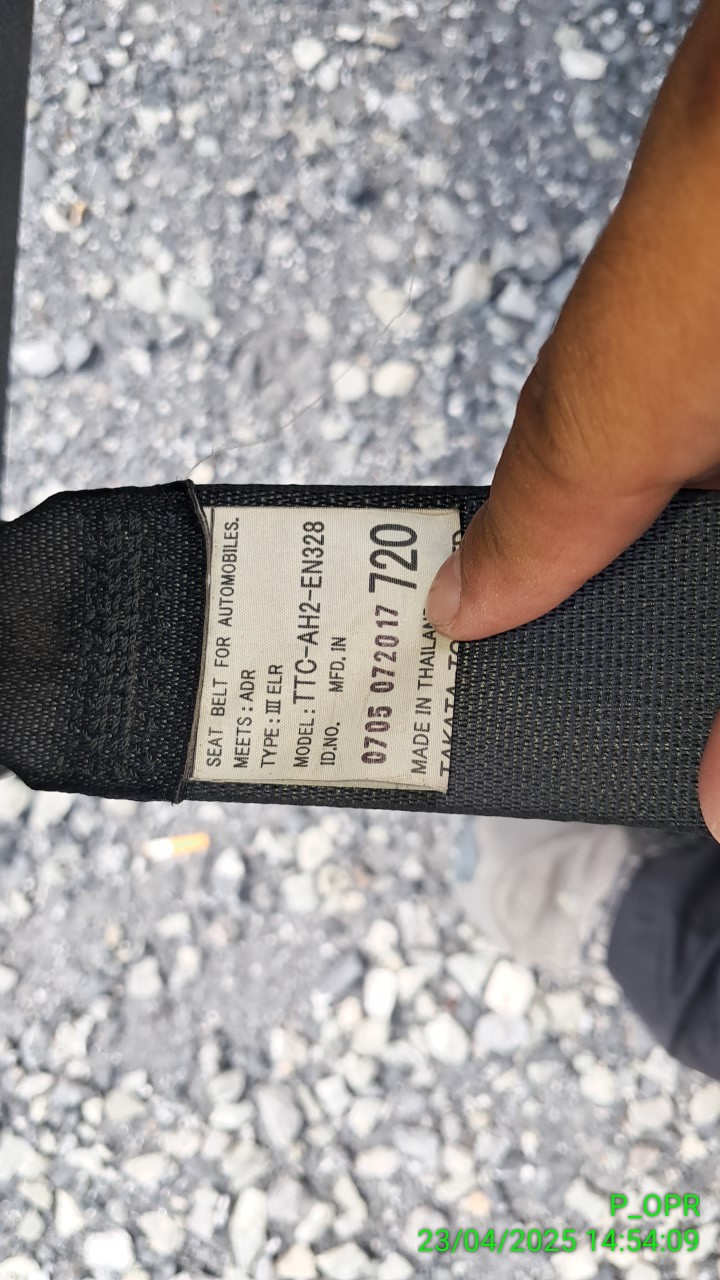 SEAT BELT FOR AUTOMOBILES.
MEETS : ADR
TYPE : Ⅲ ELR
MODEL : TTC-AH2-EN328
ID.NO. MFD. IN
0705 072017 720
MADE IN THAILAND
TAKATA
P_OPR
23/04/2025 14:54:09